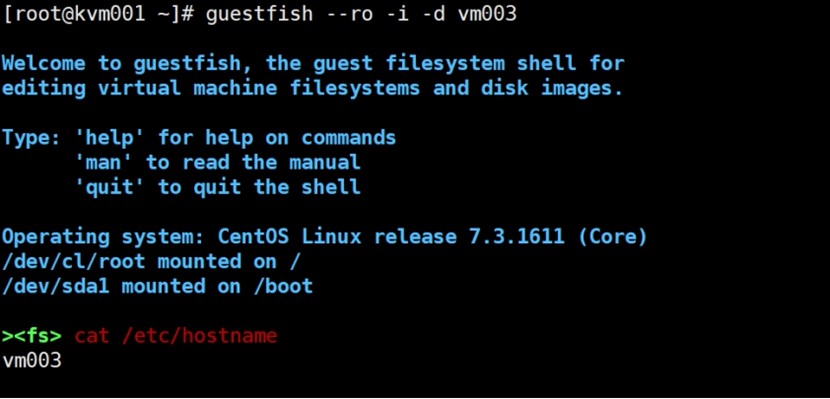 [root@kvm001 ~]# guestfish --ro -i -d vm003
Welcome to guestfish, the guest filesystem shell for
editing virtual machine filesystems and disk images.
Type: 'help' for help on commands
'man' to read the manual
'quit' to quit the shell
Operating system: CentOS Linux release 7.3.1611 (Core)
/dev/cl/root mounted on /
/dev/sda1 mounted on /boot
><fs> cat /etc/hostname
vm003